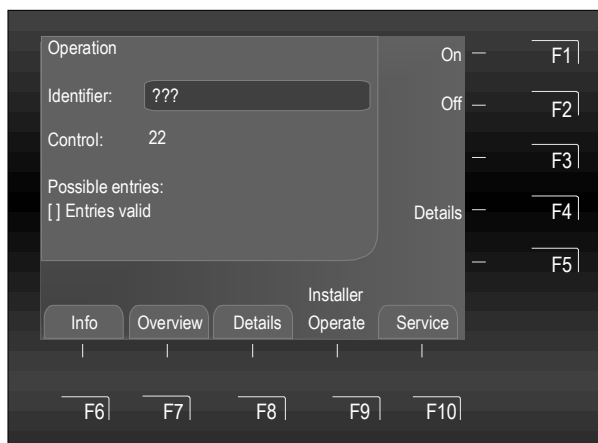 Operation
On
F1
Identifier: ???
Off
F2
Control: 22
F3
Possible entries:
[ ] Entries valid
Details
F4
F5
Installer
Info Overview Details Operate Service
F6 F7 F8 F9 F10